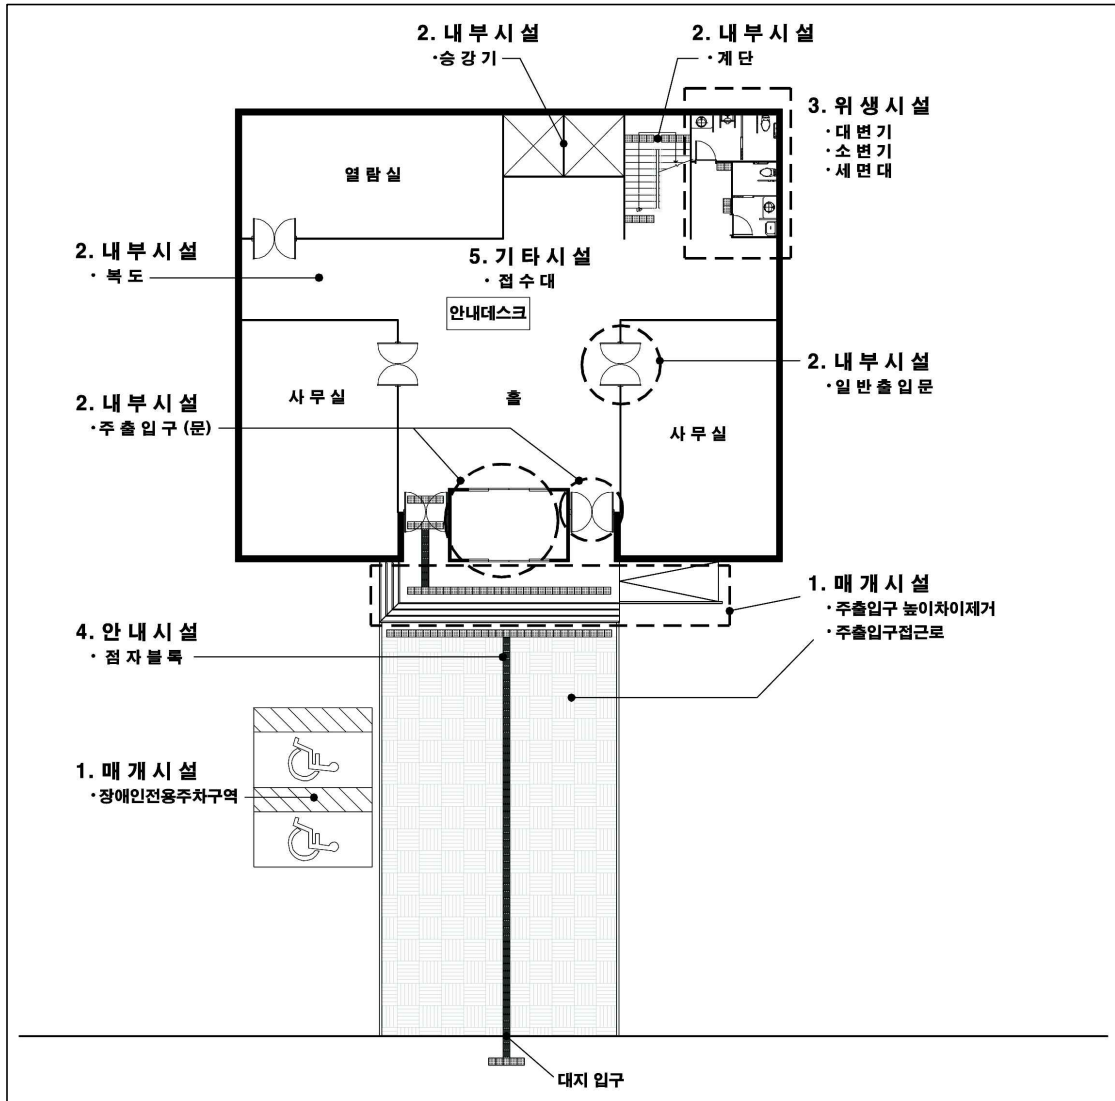 2. 내 부 시 설
· 승 강 기
2. 내 부 시 설
· 계 단
3. 위 생 시 설
· 대 변 기
· 소 변 기
· 세 면 대
열 람 실
2. 내 부 시 설
· 복 도
5. 기 타 시 설
· 접 수 대
안내데스크
2. 내 부 시 설
· 일 반 출 입 문
사 무 실
홀
2. 내 부 시 설
· 주 출 입 구 (문)
사 무 실
1. 매 개 시 설
· 주출입구 높이차이제거
· 주출입구접근로
4. 안 내 시 설
· 점 자 블 록
1. 매 개 시 설
· 장애인전용주차구역
대지 입구